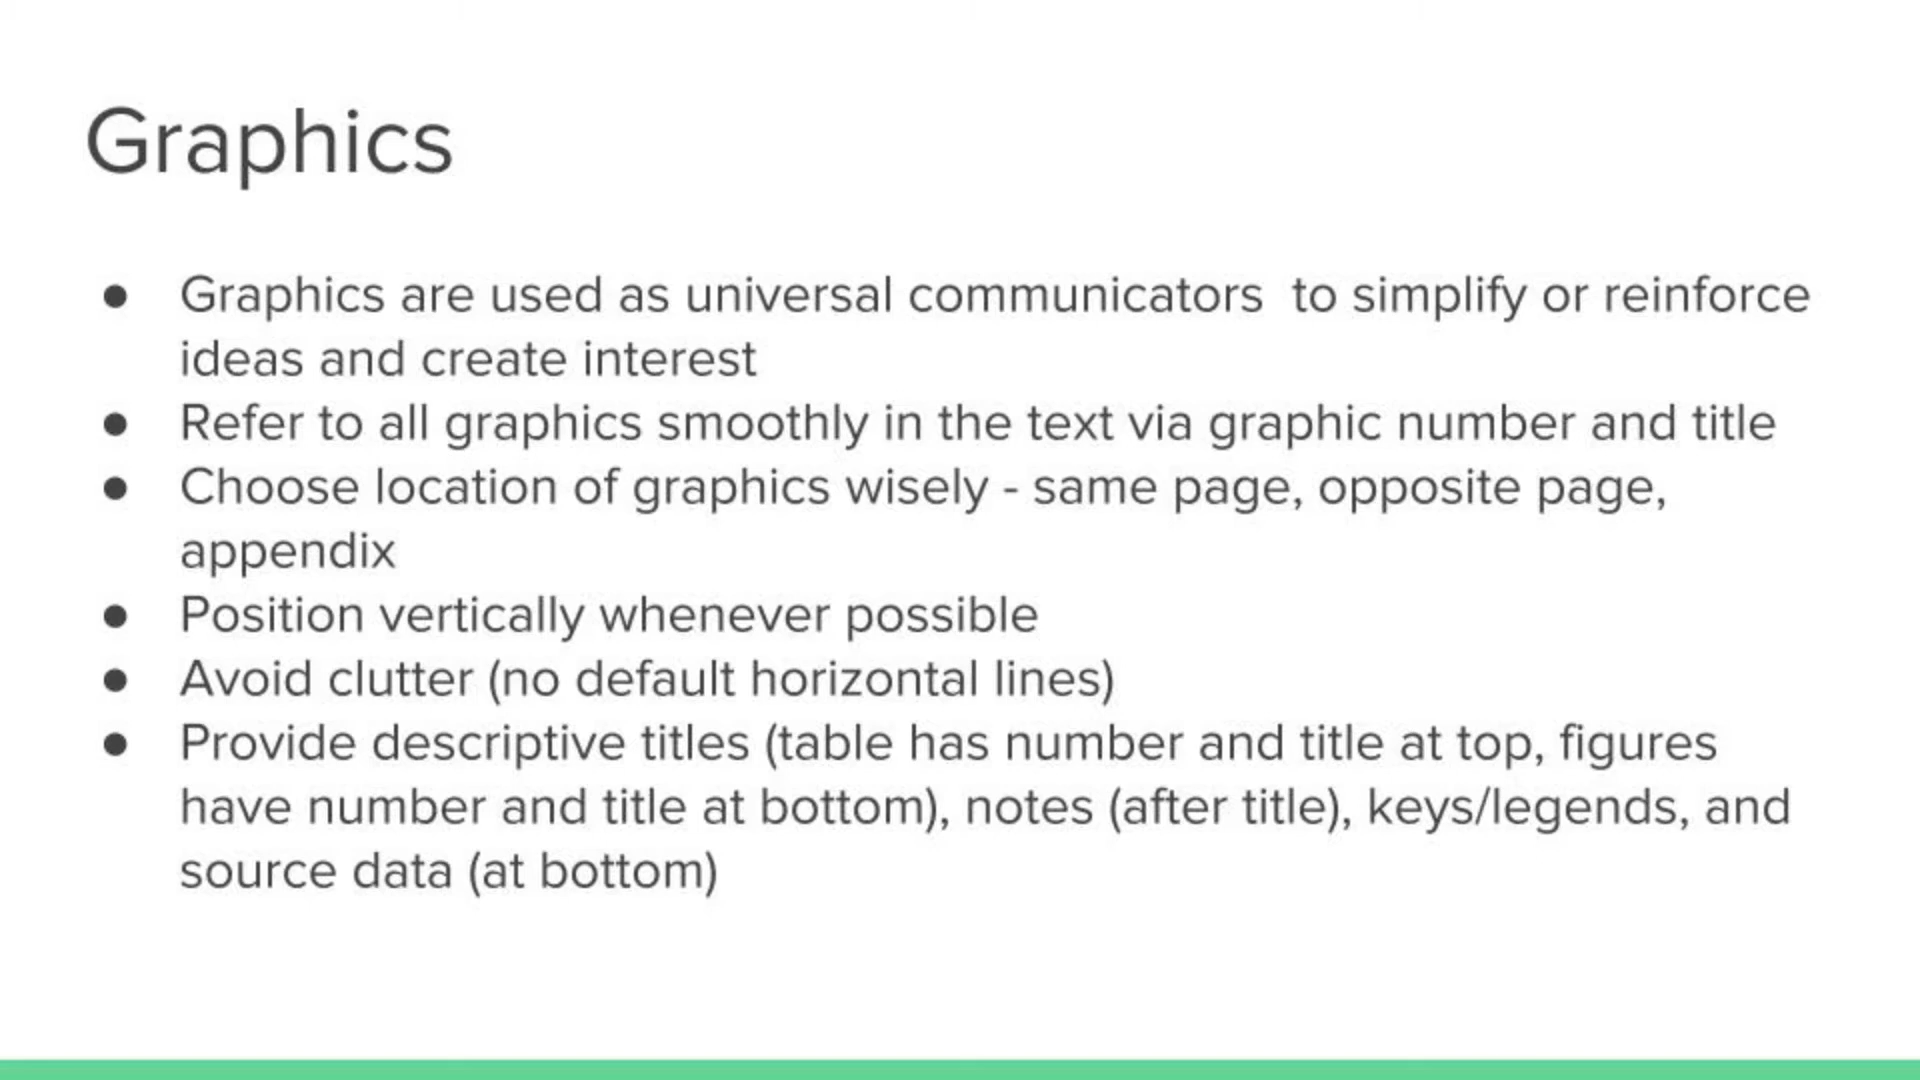 Graphics
● Graphics are used as universal communicators  to simplify or reinforce
ideas and create interest
● Refer to all graphics smoothly in the text via graphic number and title
● Choose location of graphics wisely - same page, opposite page,
appendix
● Position vertically whenever possible
● Avoid clutter (no default horizontal lines)
● Provide descriptive titles (table has number and title at top, figures
have number and title at bottom), notes (after title), keys/legends, and
source data (at bottom)